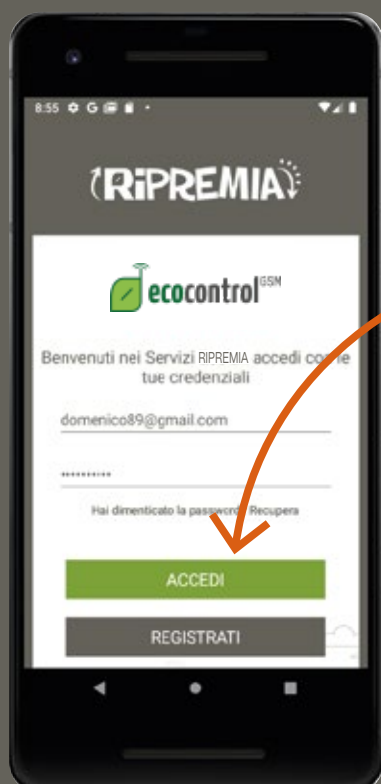 8:55
RiPREMIA
ecocontrol GSM
Benvenuti nei Servizi RIPREMIA accedi con le
tue credenziali
domenico89@gmail.com
••••••••••
Hai dimenticato la password? Recupera
ACCEDI
REGISTRATI